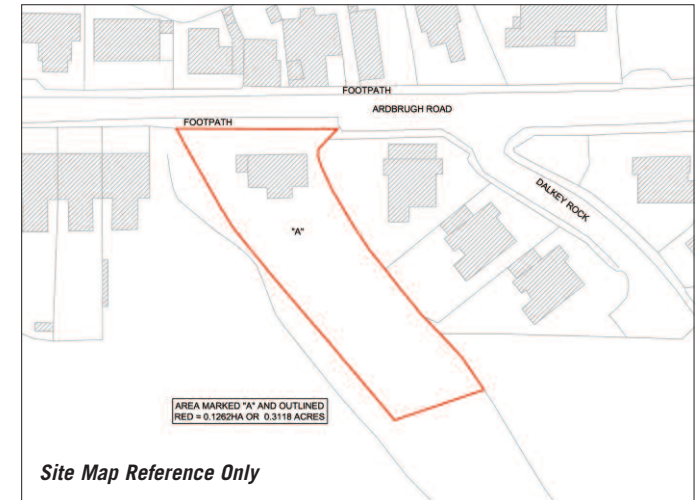 FOOTPATH
ARDBRUGH ROAD
FOOTPATH
DALKEY ROCK
"A"
AREA MARKED "A" AND OUTLINED
RED = 0.1262HA OR 0.3118 ACRES
Site Map Reference Only